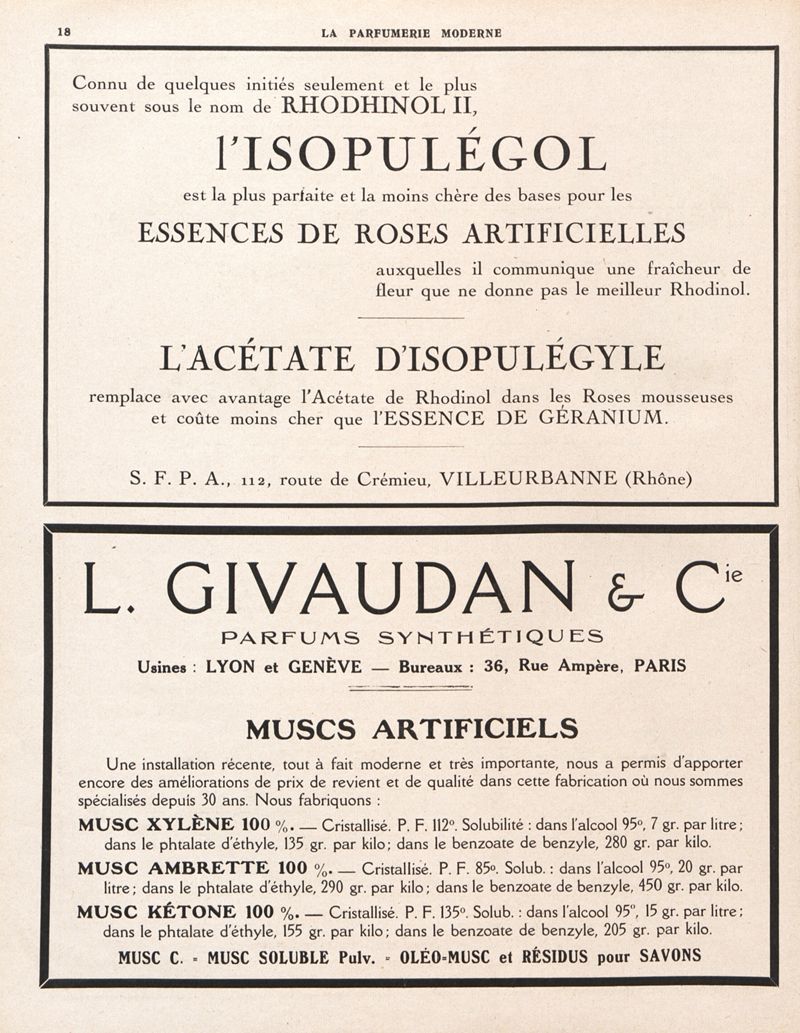 18
LA PARFUMERIE MODERNE
Connu de quelques initiés seulement et le plus
souvent sous le nom de RHODHINOL II,
l'ISOPULÉGOL
est la plus parfaite et la moins chère des bases pour les
ESSENCES DE ROSES ARTIFICIELLES
auxquelles il communique une fraîcheur de
fleur que ne donne pas le meilleur Rhodinol.
L'ACÉTATE D'ISOPULÉGYLE
remplace avec avantage l'Acétate de Rhodinol dans les Roses mousseuses
et coûte moins cher que l'ESSENCE DE GÉRANIUM.
S. F. P. A., 112, route de Crémieu, VILLEURBANNE (Rhône)
L. GIVAUDAN & Cie
PARFUMS SYNTHÉTIQUES
Usines : LYON et GENÈVE — Bureaux : 36, Rue Ampère, PARIS
MUSCS ARTIFICIELS
Une installation récente, tout à fait moderne et très importante, nous a permis d'apporter
encore des améliorations de prix de revient et de qualité dans cette fabrication où nous sommes
spécialisés depuis 30 ans. Nous fabriquons :
MUSC XYLÈNE 100 %. — Cristallisé. P. F. 112º. Solubilité : dans l'alcool 95º, 7 gr. par litre ;
dans le phtalate d'éthyle, 135 gr. par kilo ; dans le benzoate de benzyle, 280 gr. par kilo.
MUSC AMBRETTE 100 %. — Cristallisé. P. F. 85º. Solub. : dans l'alcool 95º, 20 gr. par
litre ; dans le phtalate d'éthyle, 290 gr. par kilo ; dans le benzoate de benzyle, 450 gr. par kilo.
MUSC KÉTONE 100 %. — Cristallisé. P. F. 135º. Solub. : dans l'alcool 95º, 15 gr. par litre ;
dans le phtalate d'éthyle, 155 gr. par kilo ; dans le benzoate de benzyle, 205 gr. par kilo.
MUSC C. - MUSC SOLUBLE Pulv. - OLÉO-MUSC et RÉSIDUS pour SAVONS